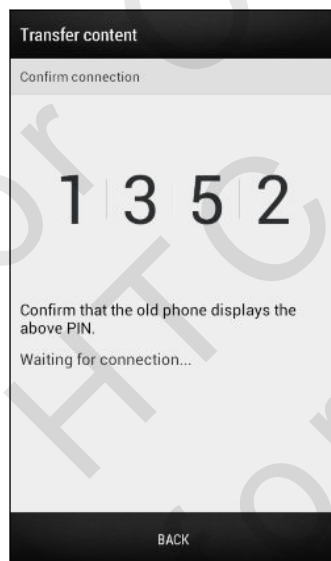 Transfer content
Confirm connection
1 3 5 2
Confirm that the old phone displays the
above PIN.
Waiting for connection...
BACK